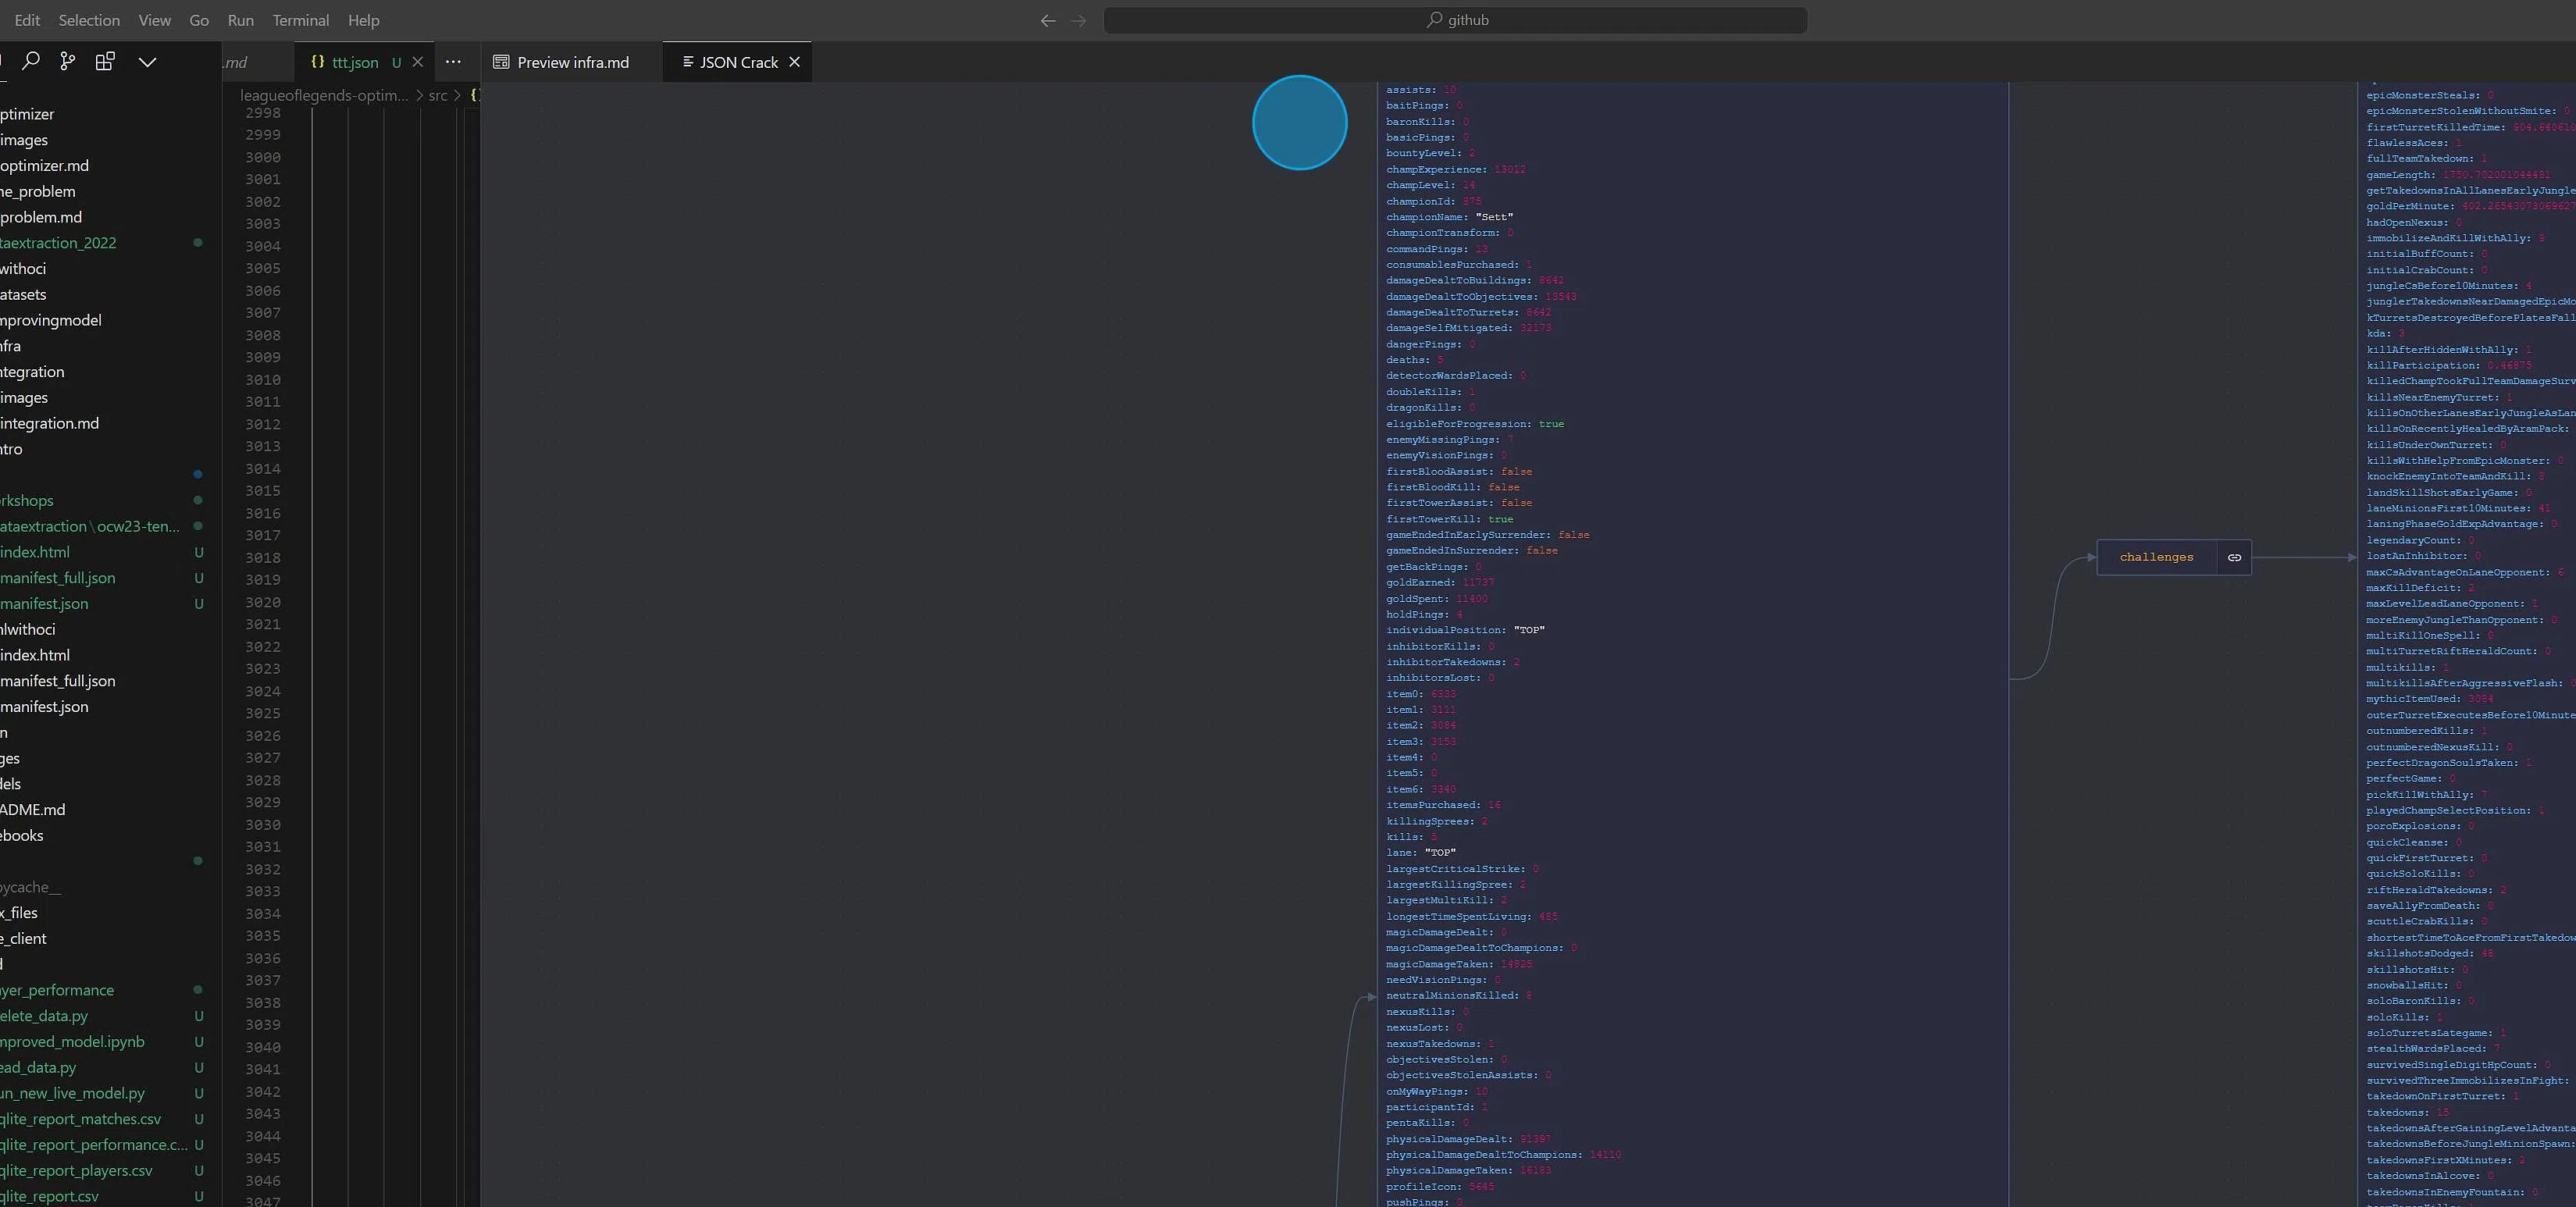 Edit Selection View Go Run Terminal Help
github
.md
{} ttt.json U
Preview infra.md
JSON Crack
leagueoflegends-optim... > src > {}
ptimizer
images
optimizer.md
ne_problem
problem.md
taextraction_2022
withoci
atasets
mprovingmodel
nfra
ntegration
images
integration.md
ntro
rkshops
ataextraction\ocw23-ten...
index.html U
manifest_full.json U
manifest.json U
nlwithoci
index.html
manifest_full.json
manifest.json
n
ges
dels
ADME.md
ebooks
pycache__
x_files
e_client
d
yer_performance
elete_data.py U
mproved_model.ipynb U
ead_data.py U
un_new_live_model.py U
qlite_report_matches.csv U
qlite_report_performance.c... U
qlite_report_players.csv U
qlite_report.csv U
2998
2999
3000
3001
3002
3003
3004
3005
3006
3007
3008
3009
3010
3011
3012
3013
3014
3015
3016
3017
3018
3019
3020
3021
3022
3023
3024
3025
3026
3027
3028
3029
3030
3031
3032
3033
3034
3035
3036
3037
3038
3039
3040
3041
3042
3043
3044
3045
3046
3047
assists: 10
baitPings: 0
baronKills: 0
basicPings: 0
bountyLevel: 2
champExperience: 13012
champLevel: 14
championId: 875
championName: "Sett"
championTransform: 0
commandPings: 13
consumablesPurchased: 1
damageDealtToBuildings: 8642
damageDealtToObjectives: 13543
damageDealtToTurrets: 8642
damageSelfMitigated: 32173
dangerPings: 0
deaths: 5
detectorWardsPlaced: 0
doubleKills: 1
dragonKills: 0
eligibleForProgression: true
enemyMissingPings: 7
enemyVisionPings: 0
firstBloodAssist: false
firstBloodKill: false
firstTowerAssist: false
firstTowerKill: true
gameEndedInEarlySurrender: false
gameEndedInSurrender: false
getBackPings: 0
goldEarned: 11737
goldSpent: 11400
holdPings: 4
individualPosition: "TOP"
inhibitorKills: 0
inhibitorTakedowns: 2
inhibitorsLost: 0
item0: 6333
item1: 3111
item2: 3084
item3: 3153
item4: 0
item5: 0
item6: 3340
itemsPurchased: 16
killingSprees: 2
kills: 5
lane: "TOP"
largestCriticalStrike: 0
largestKillingSpree: 2
largestMultiKill: 2
longestTimeSpentLiving: 485
magicDamageDealt: 0
magicDamageDealtToChampions: 0
magicDamageTaken: 14825
needVisionPings: 0
neutralMinionsKilled: 8
nexusKills: 0
nexusLost: 0
nexusTakedowns: 1
objectivesStolen: 0
objectivesStolenAssists: 0
onMyWayPings: 10
participantId: 1
pentaKills: 0
physicalDamageDealt: 91397
physicalDamageDealtToChampions: 14110
physicalDamageTaken: 16183
profileIcon: 5645
pushPings: 0
challenges
epicMonsterSteals: 0
epicMonsterStolenWithoutSmite: 0
firstTurretKilledTime:
flawlessAces: 1
fullTeamTakedown: 1
gameLength: 1750.782001044481
getTakedownsInAllLanesEarlyJungle
goldPerMinute: 402.26543073069627
hadOpenNexus: 0
immobilizeAndKillWithAlly: 9
initialBuffCount: 0
initialCrabCount: 0
jungleCsBefore10Minutes: 4
junglerTakedownsNearDamagedEpicMo
kTurretsDestroyedBeforePlatesFall
kda: 3
killAfterHiddenWithAlly: 1
killParticipation: 0.46875
killedChampTookFullTeamDamageSurv
killsNearEnemyTurret: 1
killsOnOtherLanesEarlyJungleAsLan
killsOnRecentlyHealedByAramPack:
killsUnderOwnTurret: 0
killsWithHelpFromEpicMonster: 0
knockEnemyIntoTeamAndKill: 8
landSkillShotsEarlyGame: 0
laneMinionsFirst10Minutes: 41
laningPhaseGoldExpAdvantage: 0
legendaryCount: 0
lostAnInhibitor: 0
maxCsAdvantageOnLaneOpponent: 6
maxKillDeficit: 2
maxLevelLeadLaneOpponent: 1
moreEnemyJungleThanOpponent: 0
multiKillOneSpell: 0
multiTurretRiftHeraldCount: 0
multikills: 1
multikillsAfterAggressiveFlash: 0
mythicItemUsed: 3084
outerTurretExecutesBefore10Minute
outnumberedKills: 1
outnumberedNexusKill: 0
perfectDragonSoulsTaken: 1
perfectGame: 0
pickKillWithAlly: 7
playedChampSelectPosition: 1
poroExplosions: 0
quickCleanse: 0
quickFirstTurret: 0
quickSoloKills: 0
riftHeraldTakedowns: 2
saveAllyFromDeath: 0
scuttleCrabKills: 0
shortestTimeToAceFromFirstTakedow
skillshotsDodged: 48
skillshotsHit: 0
snowballsHit: 0
soloBaronKills: 0
soloKills: 1
soloTurretsLategame: 1
stealthWardsPlaced: 7
survivedSingleDigitHpCount: 0
survivedThreeImmobilizesInFight:
takedownOnFirstTurret: 1
takedowns: 15
takedownsAfterGainingLevelAdvanta
takedownsBeforeJungleMinionSpawn:
takedownsFirstXMinutes: 2
takedownsInAlcove: 0
takedownsInEnemyFountain: 0